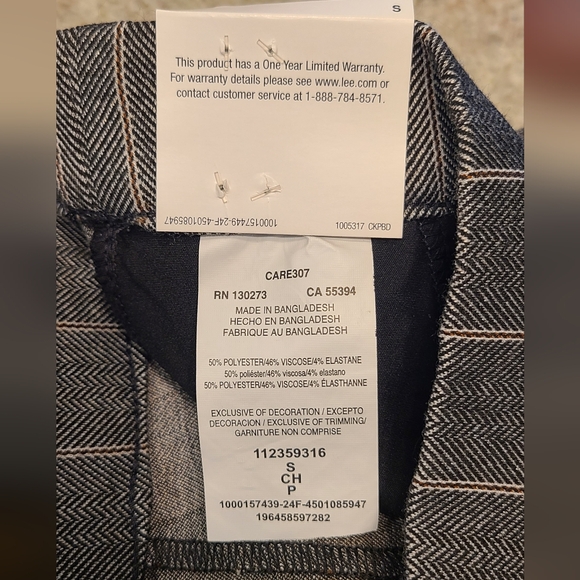 S
This product has a One Year Limited Warranty.
For warranty details please see www.lee.com or
contact customer service at 1-888-784-8571.
1000157449-24F-4501085947
1005317 CKPBD
CARE307
RN 130273 CA 55394
MADE IN BANGLADESH
HECHO EN BANGLADESH
FABRIQUE AU BANGLADESH
50% POLYESTER/46% VISCOSE/4% ELASTANE
50% poliéster/46% viscosa/4% elastano
50% POLYESTER/46% VISCOSE/4% ÉLASTHANNE
EXCLUSIVE OF DECORATION / EXCEPTO
DECORACION / EXCLUSIVE OF TRIMMING/
GARNITURE NON COMPRISE
112359316
S
CH
P
1000157439-24F-4501085947
196458597282